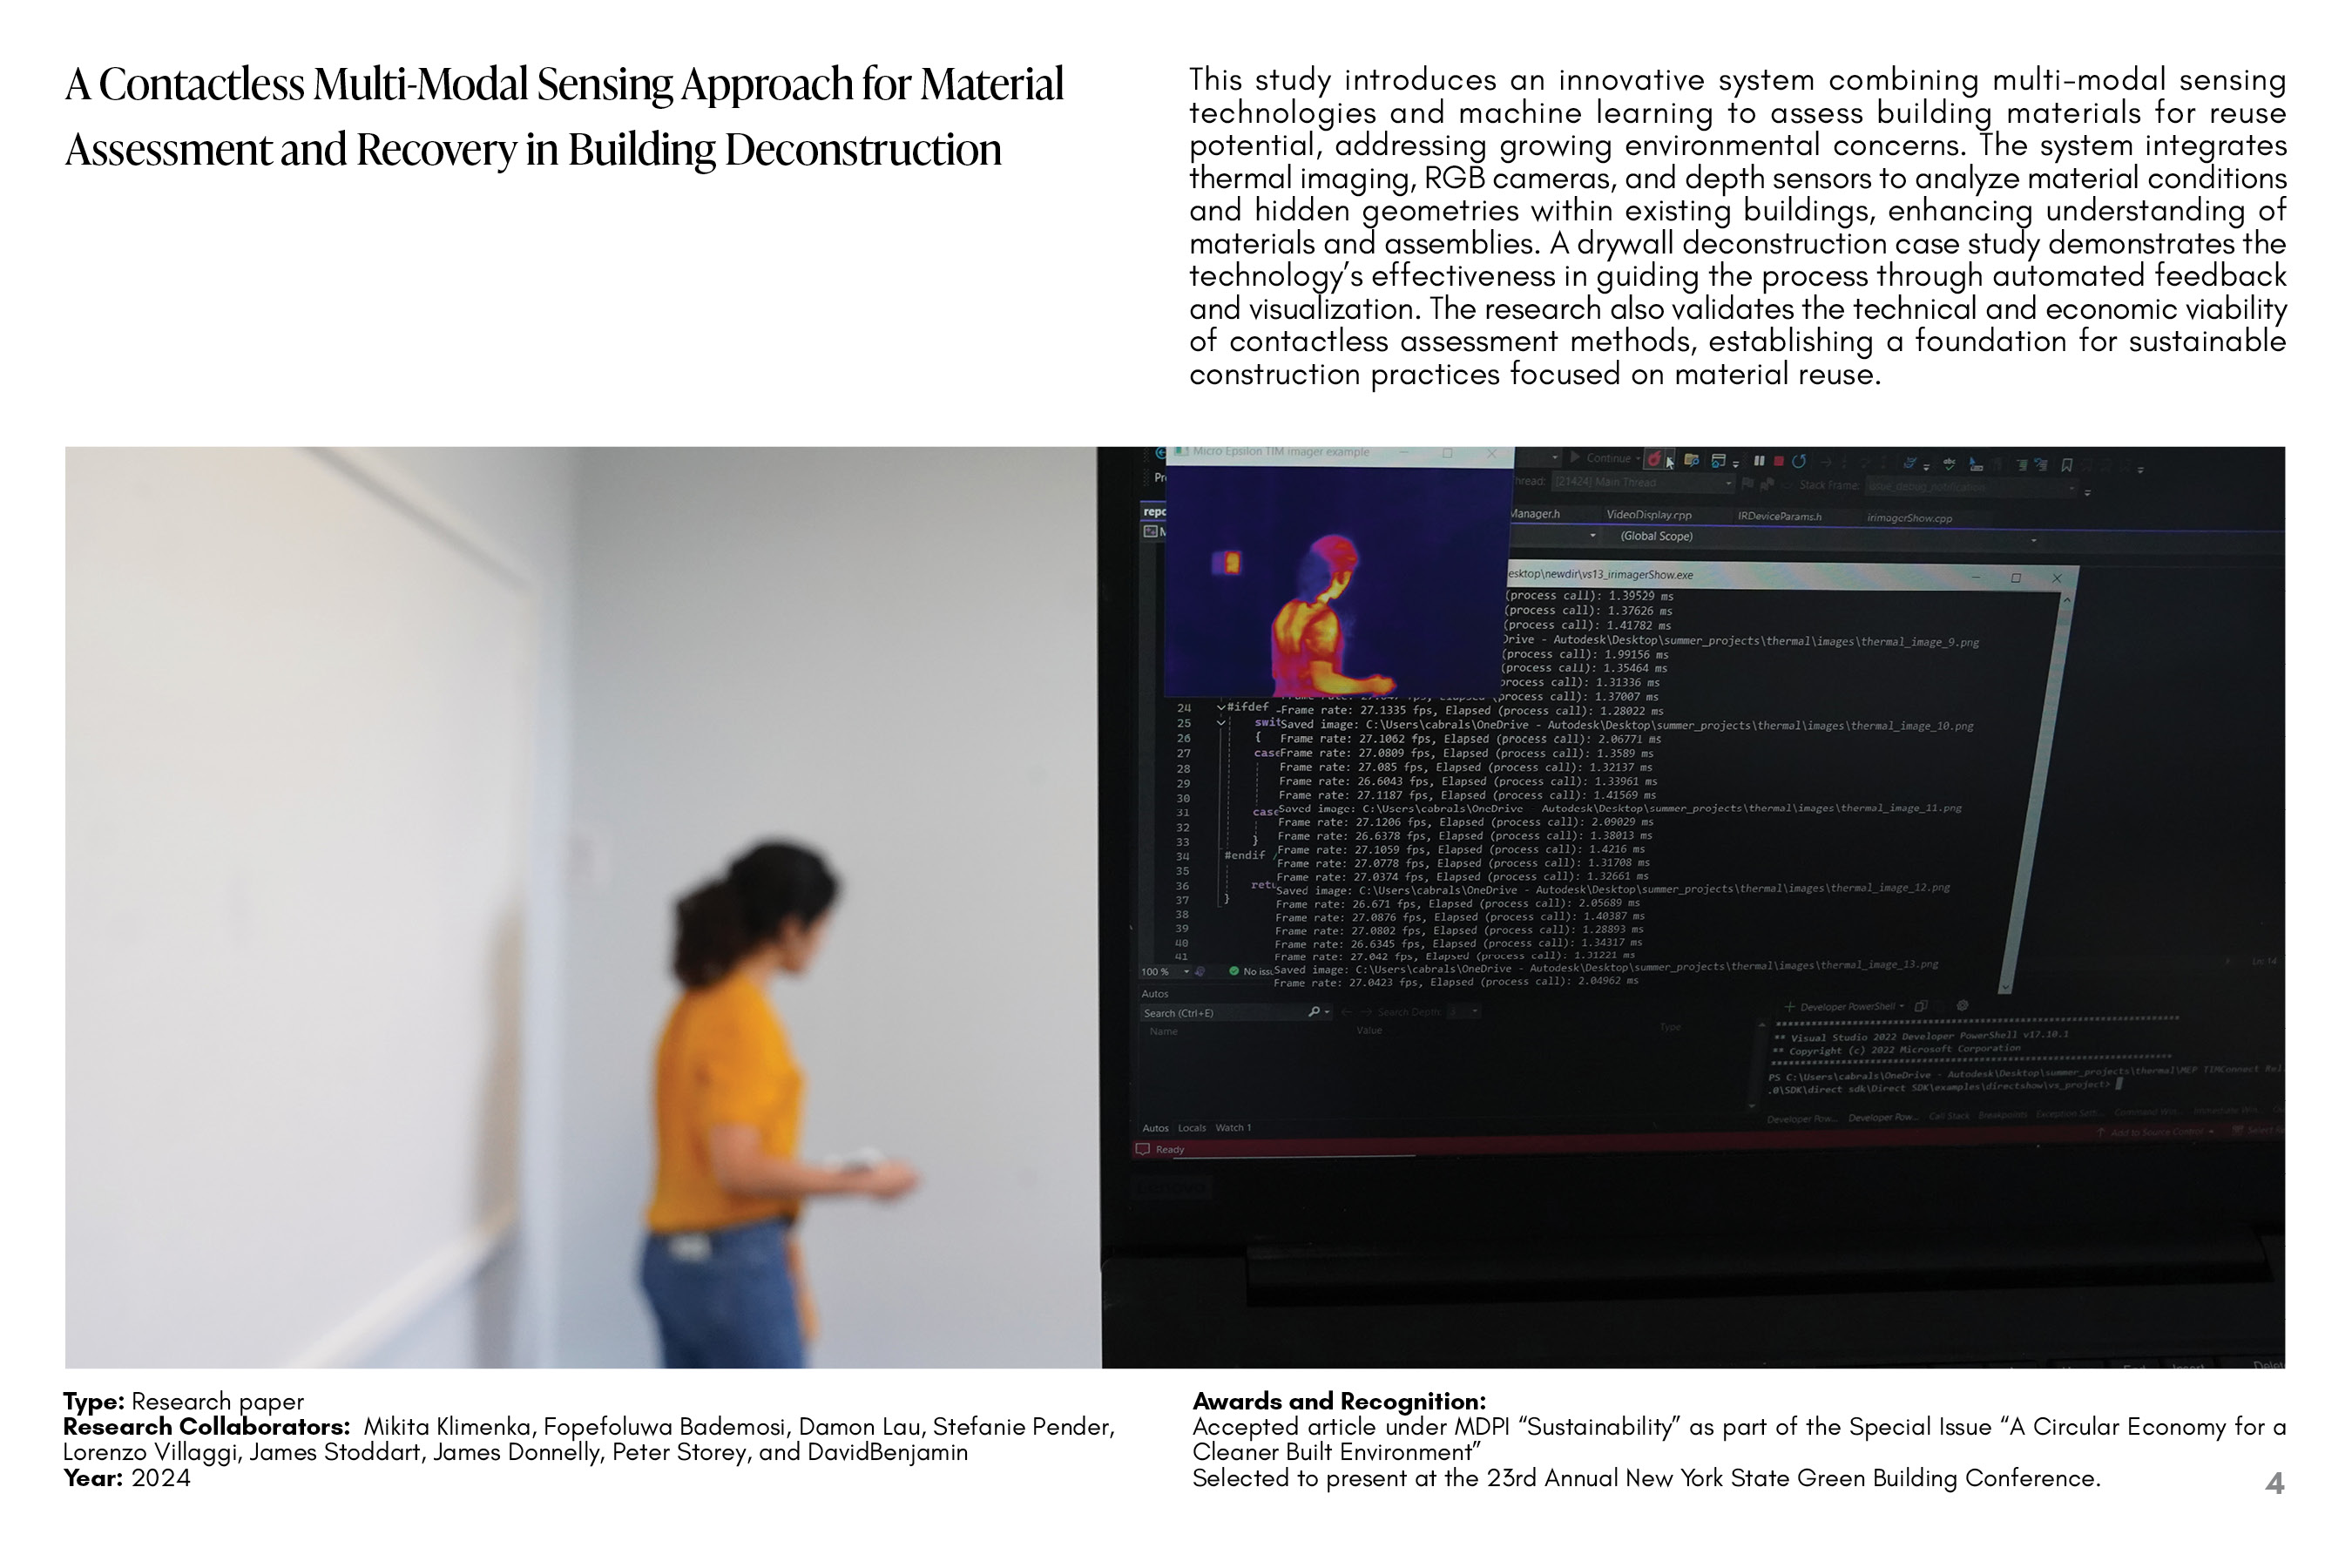 A Contactless Multi-Modal Sensing Approach for Material
Assessment and Recovery in Building Deconstruction
This study introduces an innovative system combining multi-modal sensing
technologies and machine learning to assess building materials for reuse
potential, addressing growing environmental concerns. The system integrates
thermal imaging, RGB cameras, and depth sensors to analyze material conditions
and hidden geometries within existing buildings, enhancing understanding of
materials and assemblies. A drywall deconstruction case study demonstrates the
technology's effectiveness in guiding the process through automated feedback
and visualization. The research also validates the technical and economic viability
of contactless assessment methods, establishing a foundation for sustainable
construction practices focused on material reuse.
Micro Epsilon TIM imager example
Continue
Thread: [21424] Main Thread
Stack Frame:
Manager.h VideoDisplay.cpp IRDeviceParams.h irimagerShow.cpp
(Global Scope)
esktop\newdir\vs13_irimagerShow.exe
(process call): 1.39529 ms
(process call): 1.37626 ms
(process call): 1.41782 ms
Drive - Autodesk\Desktop\summer_projects\thermal\images\thermal_image_9.png
(process call): 1.99156 ms
(process call): 1.35464 ms
process call): 1.31336 ms
process call): 1.37007 ms
24 #ifdef Frame rate: 27.1335 fps, Elapsed (process call): 1.28022 ms
25 swit Saved image: C:\Users\cabrals\OneDrive - Autodesk\Desktop\summer_projects\thermal\images\thermal_image_10.png
26 { Frame rate: 27.1062 fps, Elapsed (process call): 2.06771 ms
27 case Frame rate: 27.0809 fps, Elapsed (process call): 1.3589 ms
28 Frame rate: 27.085 fps, Elapsed (process call): 1.32137 ms
29 Frame rate: 26.6043 fps, Elapsed (process call): 1.33961 ms
30 Frame rate: 27.1187 fps, Elapsed (process call): 1.41569 ms
31 case Saved image: C:\Users\cabrals\OneDrive - Autodesk\Desktop\summer_projects\thermal\images\thermal_image_11.png
32 Frame rate: 27.1206 fps, Elapsed (process call): 2.09029 ms
33 } Frame rate: 26.6378 fps, Elapsed (process call): 1.38013 ms
34 #endif Frame rate: 27.1059 fps, Elapsed (process call): 1.4216 ms
35 Frame rate: 27.0778 fps, Elapsed (process call): 1.31708 ms
Frame rate: 27.0374 fps, Elapsed (process call): 1.32661 ms
36 retu Saved image: C:\Users\cabrals\OneDrive - Autodesk\Desktop\summer_projects\thermal\images\thermal_image_12.png
37 } Frame rate: 26.671 fps, Elapsed (process call): 2.05689 ms
38 Frame rate: 27.0876 fps, Elapsed (process call): 1.40387 ms
39 Frame rate: 27.0802 fps, Elapsed (process call): 1.28893 ms
40 Frame rate: 26.6345 fps, Elapsed (process call): 1.34317 ms
41 Frame rate: 27.042 fps, Elapsed (process call): 1.31221 ms
100 % No issu Saved image: C:\Users\cabrals\OneDrive - Autodesk\Desktop\summer_projects\thermal\images\thermal_image_13.png
Frame rate: 27.0423 fps, Elapsed (process call): 2.04962 ms
Autos
Search (Ctrl+E) Search Depth:
Name Value Type
Developer PowerShell
** Visual Studio 2022 Developer PowerShell v17.10.1
** Copyright (c) 2022 Microsoft Corporation
PS C:\Users\cabrals\OneDrive - Autodesk\Desktop\summer_projects\thermal\MEP TIMConnect Rel
.0\SDK\direct sdk\Direct SDK\examples\directshow\vs_project>
Developer Pow... Developer Pow... Call Stack Breakpoints Exception Sett...
Autos Locals Watch 1
Add to Source Control
Ready
Type: Research paper
Research Collaborators: Mikita Klimenka, Fopefoluwa Bademosi, Damon Lau, Stefanie Pender,
Lorenzo Villaggi, James Stoddart, James Donnelly, Peter Storey, and DavidBenjamin
Year: 2024
Awards and Recognition:
Accepted article under MDPI “Sustainability” as part of the Special Issue “A Circular Economy for a
Cleaner Built Environment”
Selected to present at the 23rd Annual New York State Green Building Conference.
4